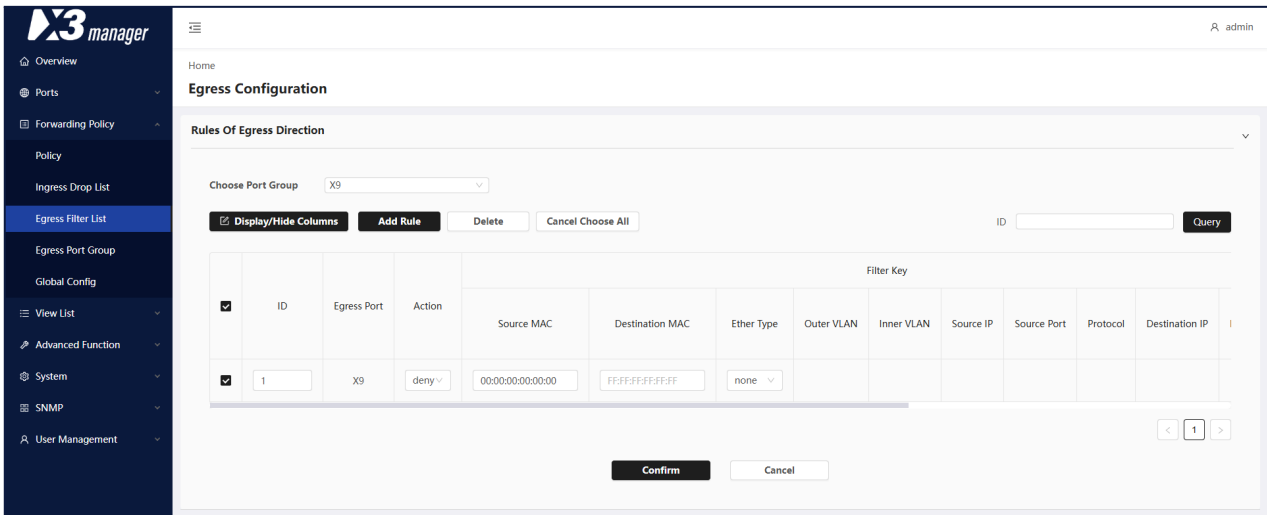 X3 manager
admin
Overview
Ports
Forwarding Policy
Policy
Ingress Drop List
Egress Filter List
Egress Port Group
Global Config
View List
Advanced Function
System
SNMP
User Management
Home
Egress Configuration
Rules Of Egress Direction
Choose Port Group X9
Display/Hide Columns Add Rule Delete Cancel Choose All ID Query
Filter Key
ID Egress Port Action
Source MAC Destination MAC Ether Type Outer VLAN Inner VLAN Source IP Source Port Protocol Destination IP
1 X9 deny 00:00:00:00:00:00 FF:FF:FF:FF:FF:FF none
< 1 >
Confirm Cancel